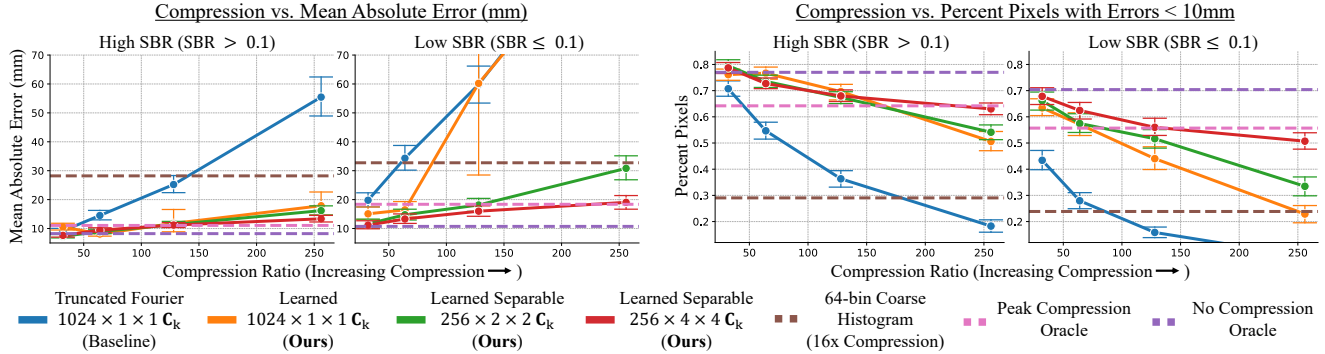 Compression vs. Mean Absolute Error (mm)
High SBR (SBR > 0.1)
Low SBR (SBR ≤ 0.1)
Mean Absolute Error (mm)
70
60
50
40
30
20
10
50
100
150
200
250
70
60
50
40
30
20
10
50
100
150
200
250
Compression Ratio (Increasing Compression ➞ )
Compression vs. Percent Pixels with Errors < 10mm
High SBR (SBR > 0.1)
Low SBR (SBR ≤ 0.1)
Percent Pixels
0.8
0.7
0.6
0.5
0.4
0.3
0.2
50
100
150
200
250
0.8
0.7
0.6
0.5
0.4
0.3
0.2
50
100
150
200
250
Compression Ratio (Increasing Compression ➞ )
Truncated Fourier
1024 × 1 × 1 C_k
(Baseline)
Learned
1024 × 1 × 1 C_k
(Ours)
Learned Separable
256 × 2 × 2 C_k
(Ours)
Learned Separable
256 × 4 × 4 C_k
(Ours)
64-bin Coarse
Histogram
(16x Compression)
Peak Compression
Oracle
No Compression
Oracle